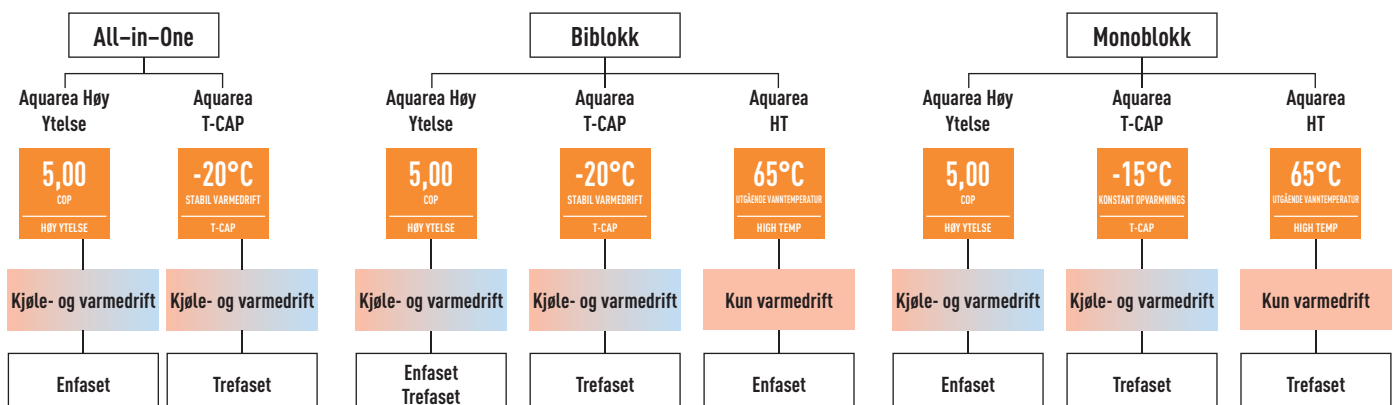 All-in-One
Aquarea Høy
Ytelse
5,00
COP
HØY YTELSE
Kjøle- og varmedrift
Enfaset
Aquarea
T-CAP
-20°C
STABIL VARMEDRIFT
T-CAP
Kjøle- og varmedrift
Trefaset
Biblokk
Aquarea Høy
Ytelse
5,00
COP
HØY YTELSE
Kjøle- og varmedrift
Enfaset
Trefaset
Aquarea
T-CAP
-20°C
STABIL VARMEDRIFT
T-CAP
Kjøle- og varmedrift
Trefaset
Aquarea
HT
65°C
UTGÅENDE VANNTEMPERATUR
HIGH TEMP
Kun varmedrift
Enfaset
Monoblokk
Aquarea Høy
Ytelse
5,00
COP
HØY YTELSE
Kjøle- og varmedrift
Enfaset
Aquarea
T-CAP
-15°C
KONSTANT OPVARMNINGS
T-CAP
Kjøle- og varmedrift
Trefaset
Aquarea
HT
65°C
UTGÅENDE VANNTEMPERATUR
HIGH TEMP
Kun varmedrift
Trefaset